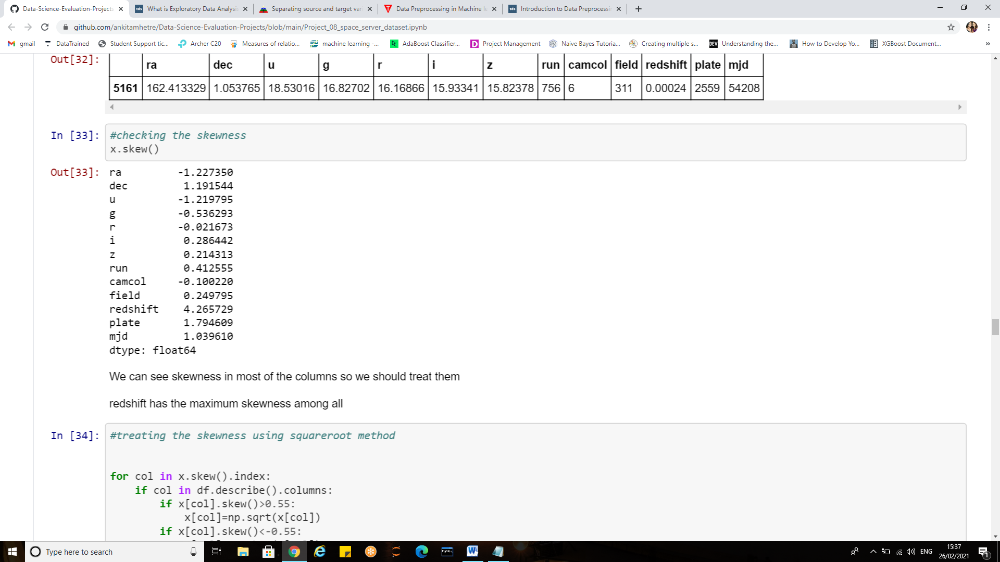 Data-Science-Evaluation-Projects
What is Exploratory Data Analysis
Separating source and target var
Data Preprocessing in Machine le
Introduction to Data Preprocessi
github.com/ankitamhetre/Data-Science-Evaluation-Projects/blob/main/Project_08_space_server_dataset.ipynb
gmail
DataTrained
Student Support tic...
Archer C20
Measures of relatio...
machine learning -...
AdaBoost Classifier...
Project Management
Naive Bayes Tutoria...
Creating multiple s...
Understanding the...
How to Develop Yo...
XGBoost Document...
»
Out[32]:
ra dec u g r i z run camcol field redshift plate mjd
5161 162.413329 1.053765 18.53016 16.82702 16.16866 15.93341 15.82378 756 6 311 0.00024 2559 54208
In [33]: #checking the skewness
x.skew()
Out[33]: ra -1.227350
dec 1.191544
u -1.219795
g -0.536293
r -0.021673
i 0.286442
z 0.214313
run 0.412555
camcol -0.100220
field 0.249795
redshift 4.265729
plate 1.794609
mjd 1.039610
dtype: float64
We can see skewness in most of the columns so we should treat them
redshift has the maximum skewness among all
In [34]: #treating the skewness using squareroot method
for col in x.skew().index:
if col in df.describe().columns:
if x[col].skew()>0.55:
x[col]=np.sqrt(x[col])
if x[col].skew()<-0.55:
Type here to search
ENG
15:37
26/02/2021
1